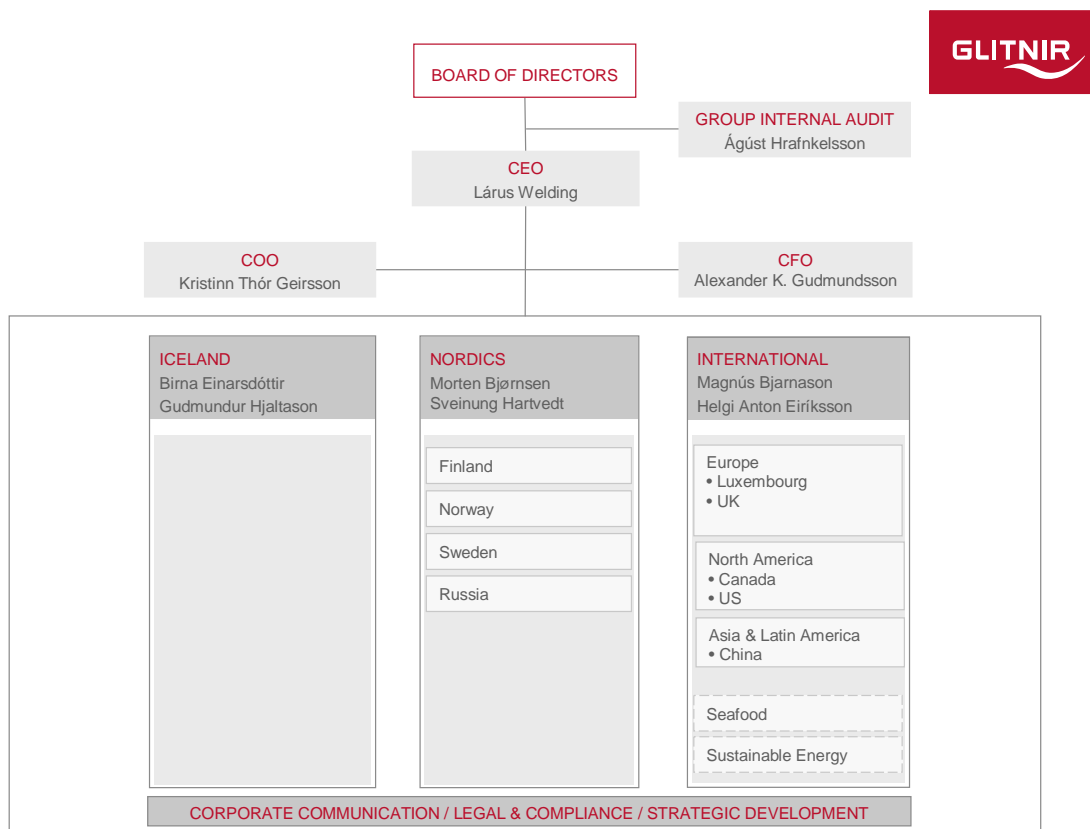 GLITNIR
BOARD OF DIRECTORS
GROUP INTERNAL AUDIT
Ágúst Hrafnkelsson
CEO
Lárus Welding
COO
Kristinn Thór Geirsson
CFO
Alexander K. Gudmundsson
ICELAND
Birna Einarsdóttir
Gudmundur Hjaltason
NORDICS
Morten Bjørnsen
Sveinung Hartvedt
Finland
Norway
Sweden
Russia
INTERNATIONAL
Magnús Bjarnason
Helgi Anton Eiríksson
Europe
• Luxembourg
• UK
North America
• Canada
• US
Asia & Latin America
• China
Seafood
Sustainable Energy
CORPORATE COMMUNICATION / LEGAL & COMPLIANCE / STRATEGIC DEVELOPMENT